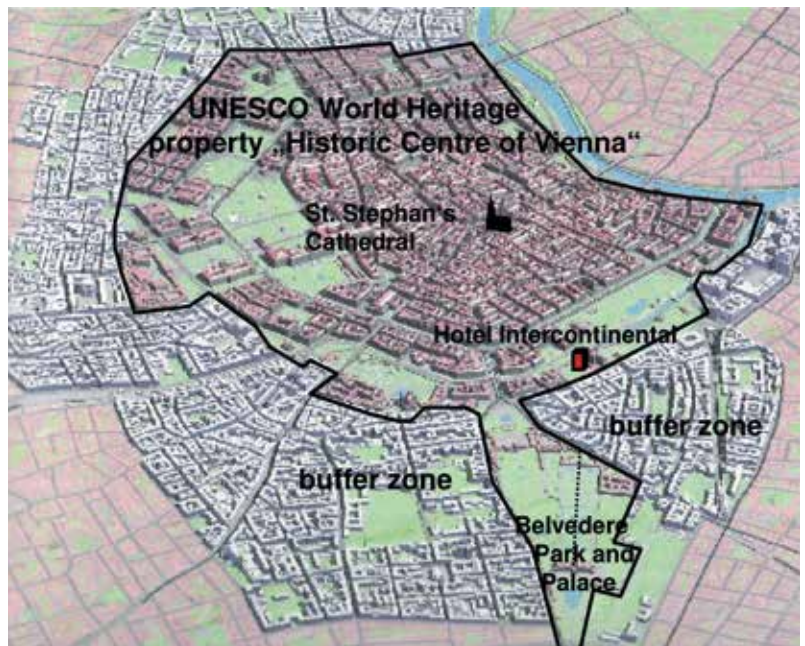 UNESCO World Heritage
property „Historic Centre of Vienna“
St. Stephan's
Cathedral
Hotel Intercontinental
buffer zone
buffer zone
Belvedere
Park and
Palace